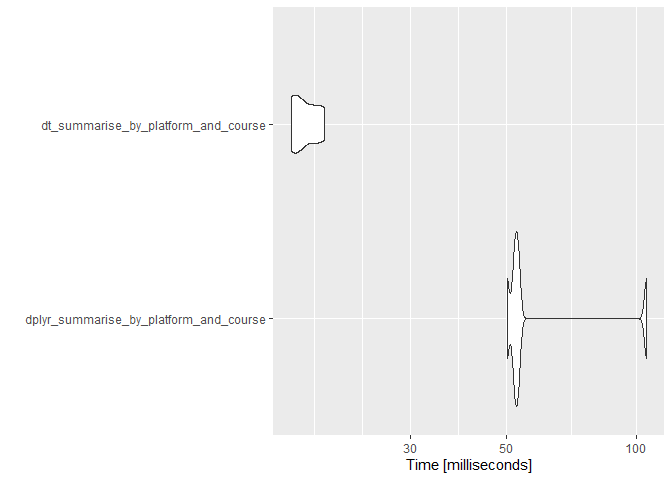 dt_summarise_by_platform_and_course
dplyr_summarise_by_platform_and_course
30 50 100
Time [milliseconds]